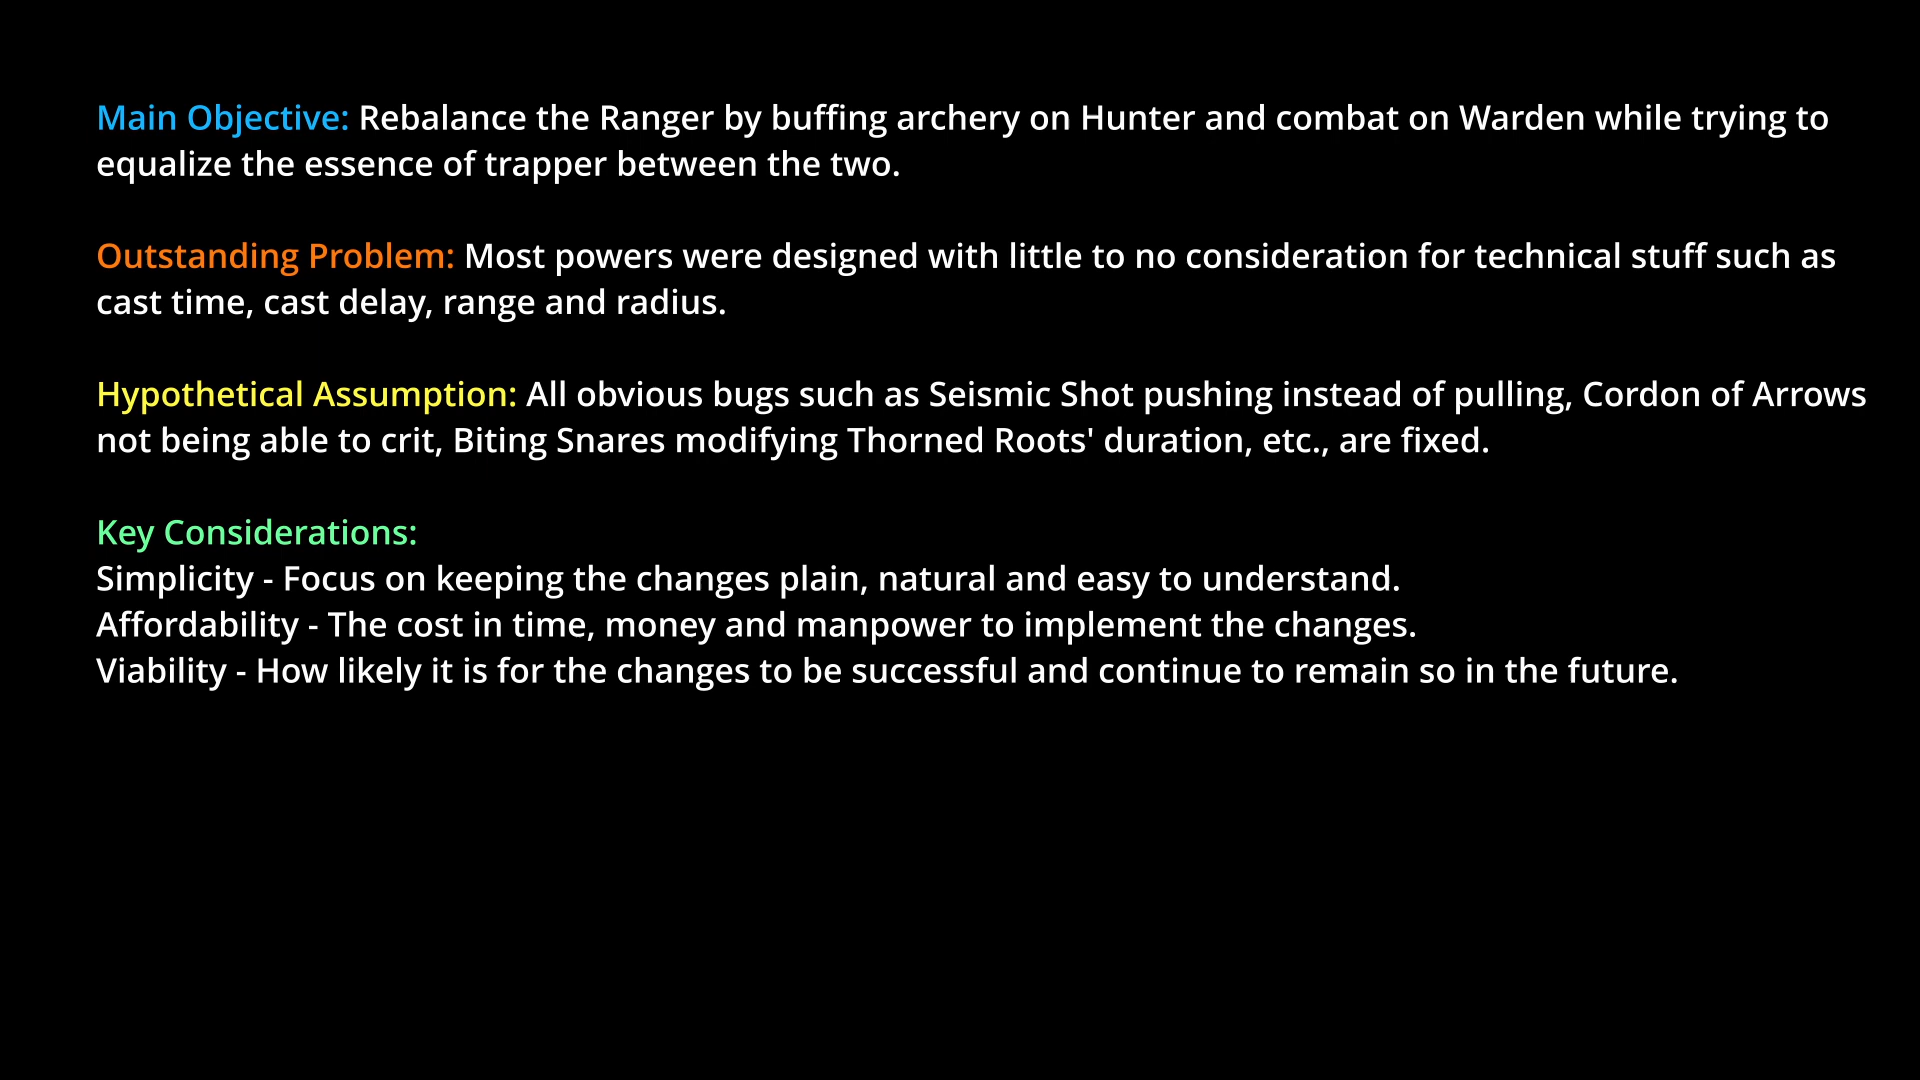 Main Objective: Rebalance the Ranger by buffing archery on Hunter and combat on Warden while trying to
equalize the essence of trapper between the two.
Outstanding Problem: Most powers were designed with little to no consideration for technical stuff such as
cast time, cast delay, range and radius.
Hypothetical Assumption: All obvious bugs such as Seismic Shot pushing instead of pulling, Cordon of Arrows
not being able to crit, Biting Snares modifying Thorned Roots' duration, etc., are fixed.
Key Considerations:
Simplicity - Focus on keeping the changes plain, natural and easy to understand.
Affordability - The cost in time, money and manpower to implement the changes.
Viability - How likely it is for the changes to be successful and continue to remain so in the future.